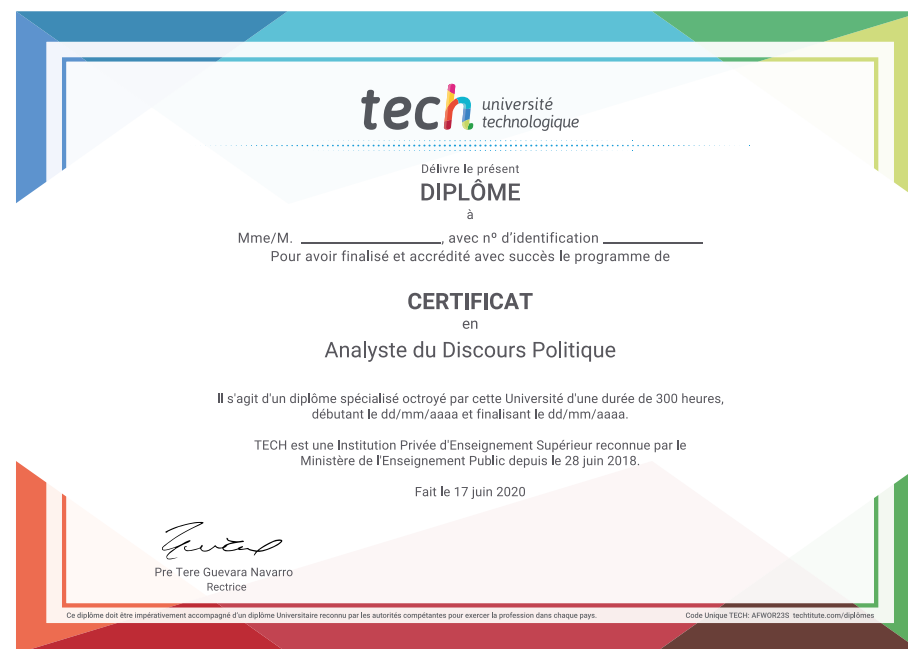 tech université
technologique
Délivre le présent
DIPLÔME
à
Mme/M. ____________________, avec nº d'identification ______________
Pour avoir finalisé et accrédité avec succès le programme de
CERTIFICAT
en
Analyste du Discours Politique
Il s'agit d'un diplôme spécialisé octroyé par cette Université d'une durée de 300 heures,
débutant le dd/mm/aaaa et finalisant le dd/mm/aaaa.
TECH est une Institution Privée d'Enseignement Supérieur reconnue par le
Ministère de l'Enseignement Public depuis le 28 juin 2018.
Fait le 17 juin 2020
Pre Tere Guevara Navarro
Rectrice
Ce diplôme doit être impérativement accompagné d'un diplôme Universitaire reconnu par les autorités compétentes pour exercer la profession dans chaque pays.
Code Unique TECH: AFWOR23S techtitute.com/diplômes